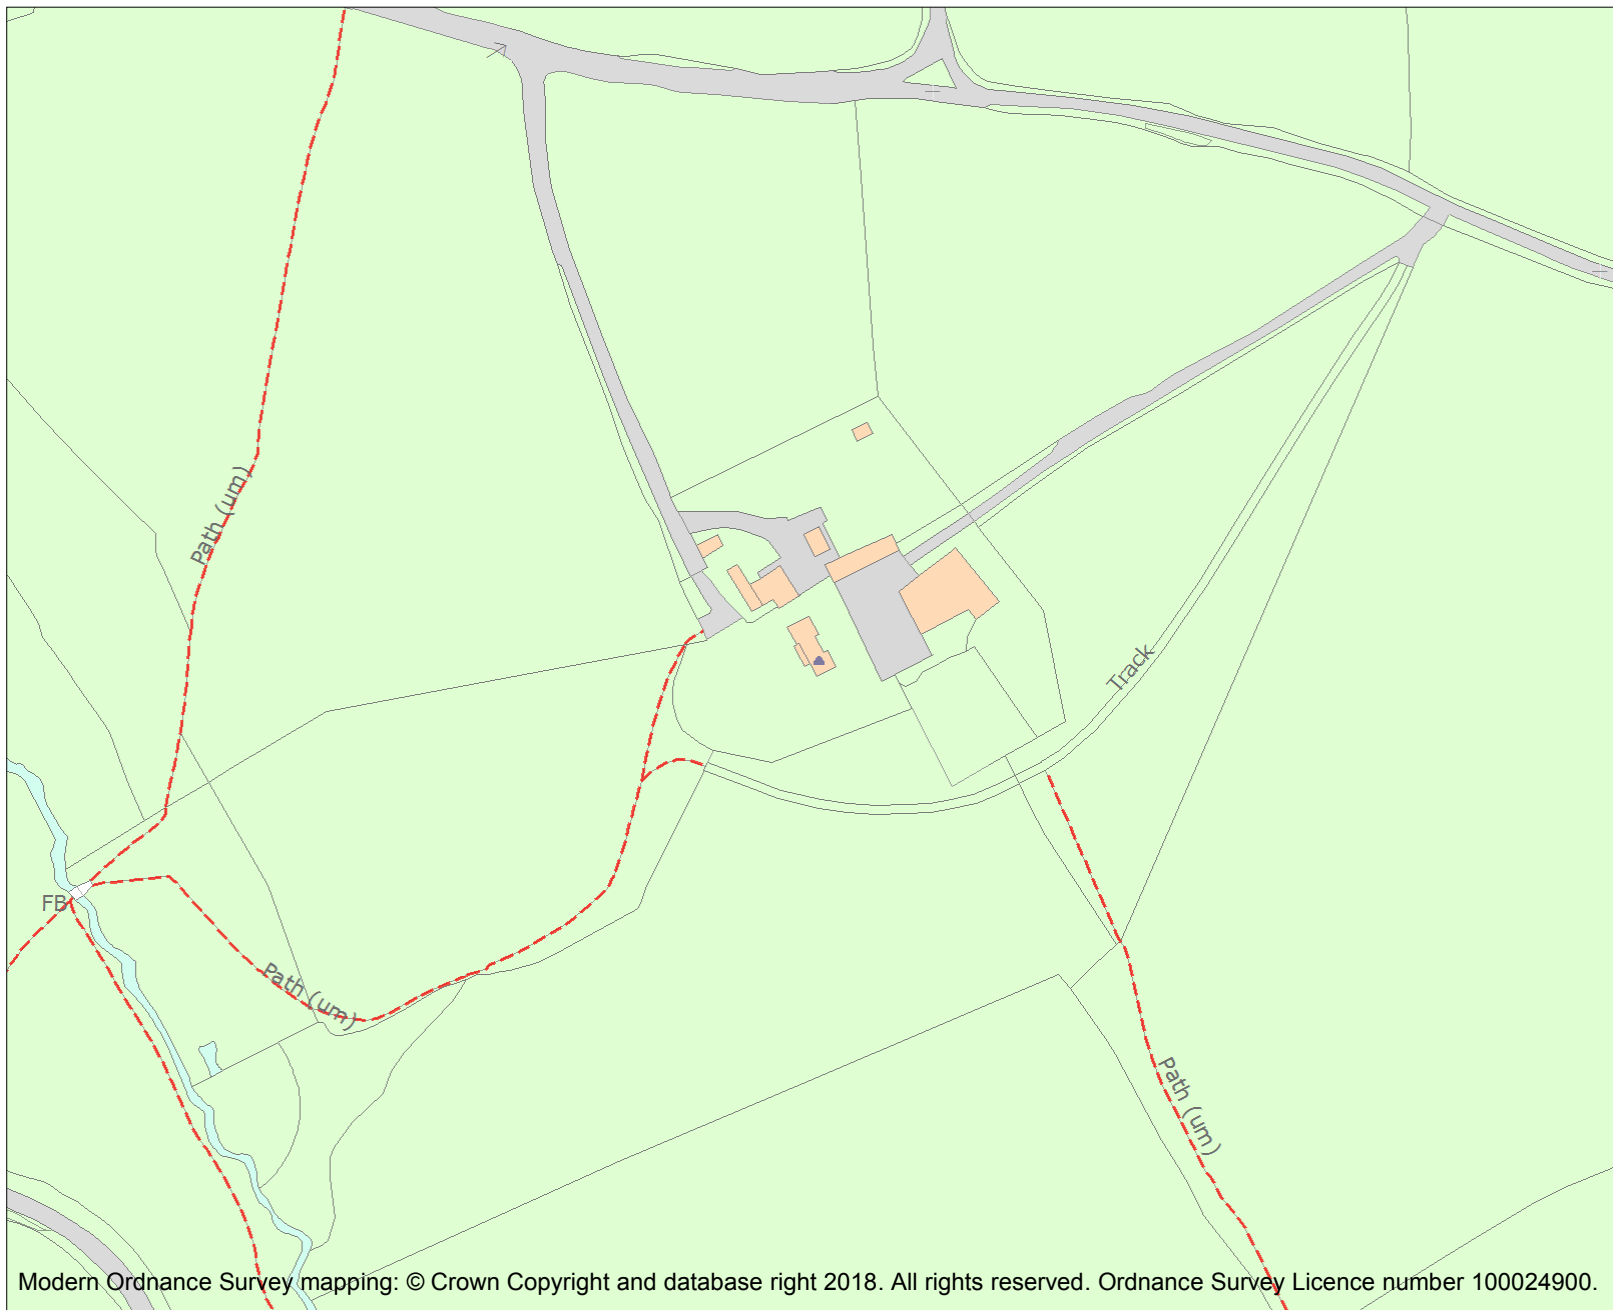 Path (um)
Track
FB
Path (um)
Path (um)
Modern Ordnance Survey mapping: © Crown Copyright and database right 2018. All rights reserved. Ordnance Survey Licence number 100024900.